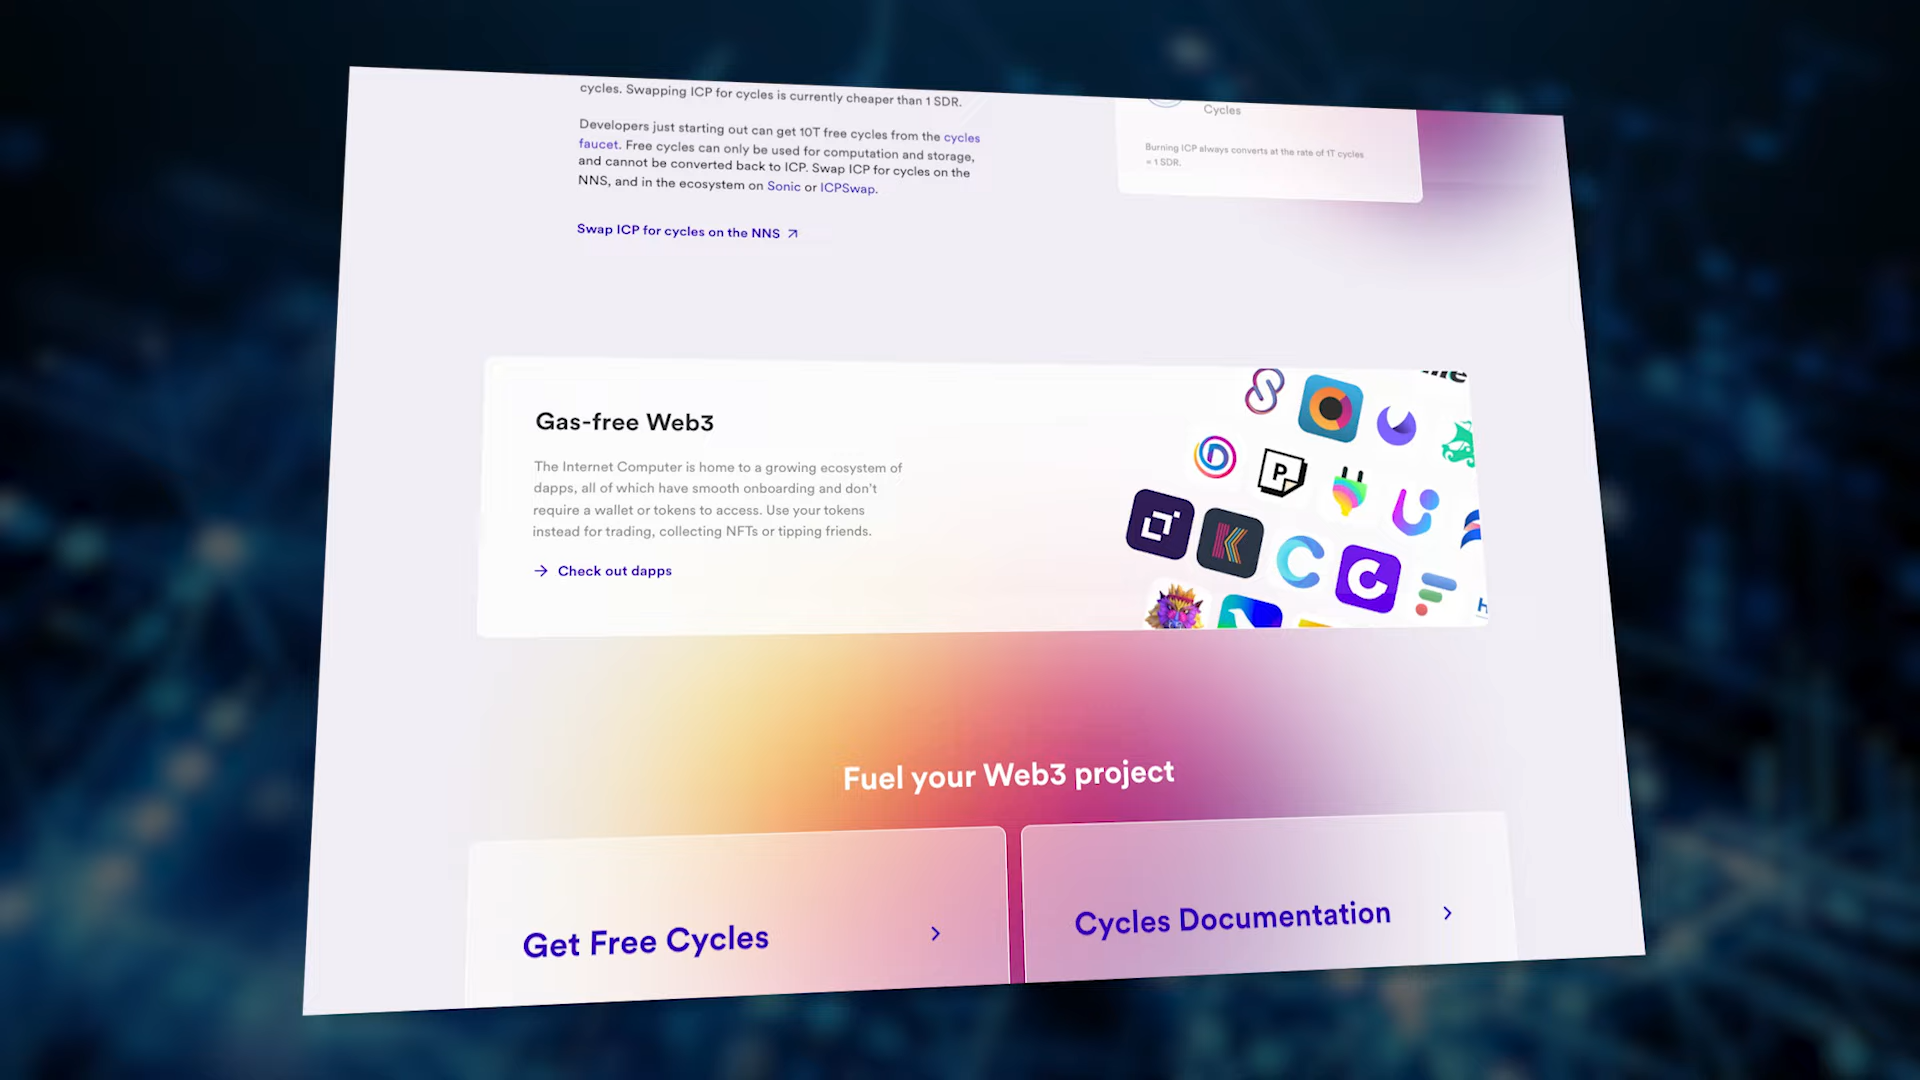 cycles. Swapping ICP for cycles is currently cheaper than 1 SDR.
Developers just starting out can get 10T free cycles from the cycles
faucet. Free cycles can only be used for computation and storage,
and cannot be converted back to ICP. Swap ICP for cycles on the
NNS, and in the ecosystem on Sonic or ICPSwap.
Swap ICP for cycles on the NNS
Cycles
Burning ICP always converts at the rate of 1T cycles
= 1 SDR.
Gas-free Web3
The Internet Computer is home to a growing ecosystem of
dapps, all of which have smooth onboarding and don't
require a wallet or tokens to access. Use your tokens
instead for trading, collecting NFTs or tipping friends.
Check out dapps
Fuel your Web3 project
Get Free Cycles
Cycles Documentation